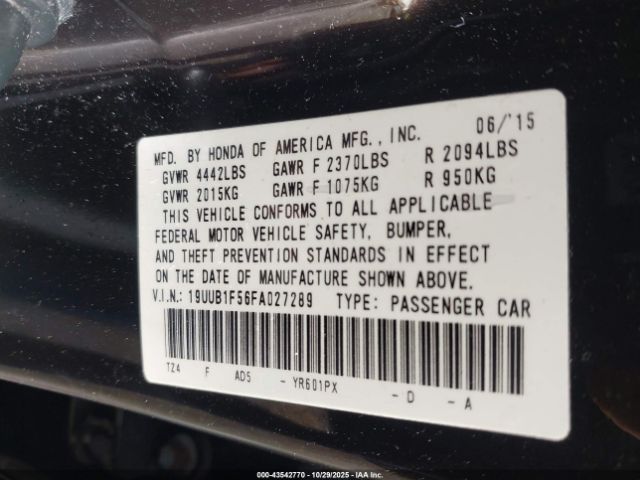 MFD. BY HONDA OF AMERICA MFG., INC. 06/'15
GVWR 4442LBS GAWR F 2370LBS R 2094LBS
GVWR 2015KG GAWR F 1075KG R 950KG
THIS VEHICLE CONFORMS TO ALL APPLICABLE
FEDERAL MOTOR VEHICLE SAFETY, BUMPER,
AND THEFT PREVENTION STANDARDS IN EFFECT
ON THE DATE OF MANUFACTURE SHOWN ABOVE.
V.I.N.: 19UUB1F56FA027289 TYPE: PASSENGER CAR
TZ4 F AD5 - YR601PX - D - A
000-43542770 10/29/2025 - IAA Inc.